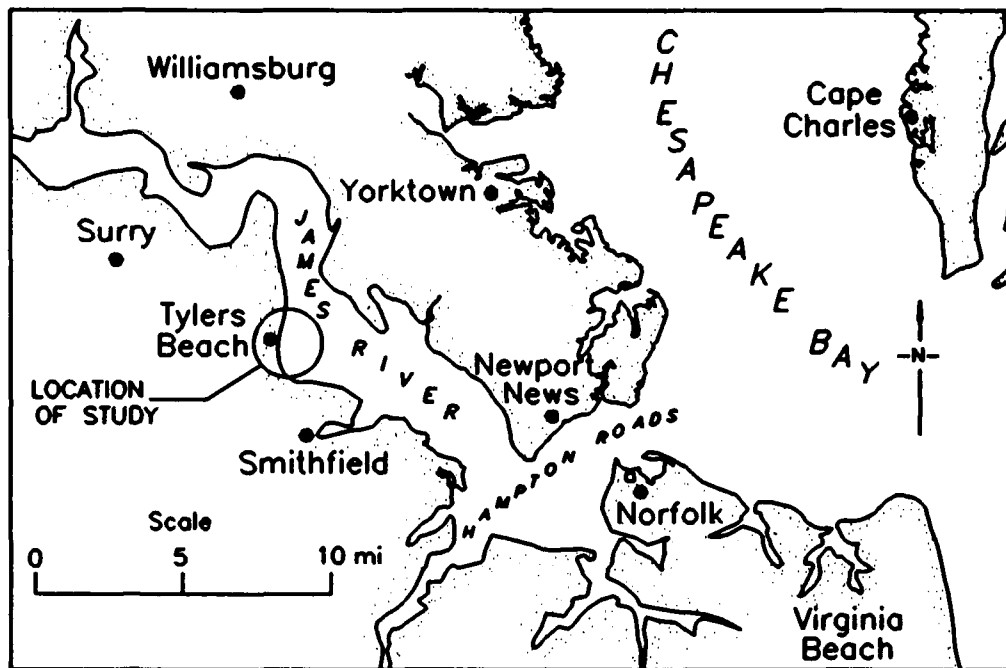 Williamsburg
CHESAPEAKE BAY
Cape
Charles
Yorktown
JAMES RIVER
Surry
Tylers
Beach
-N-
LOCATION
OF STUDY
Newport
News
HAMPTON ROADS
Smithfield
Norfolk
Scale
0 5 10 mi
Virginia
Beach